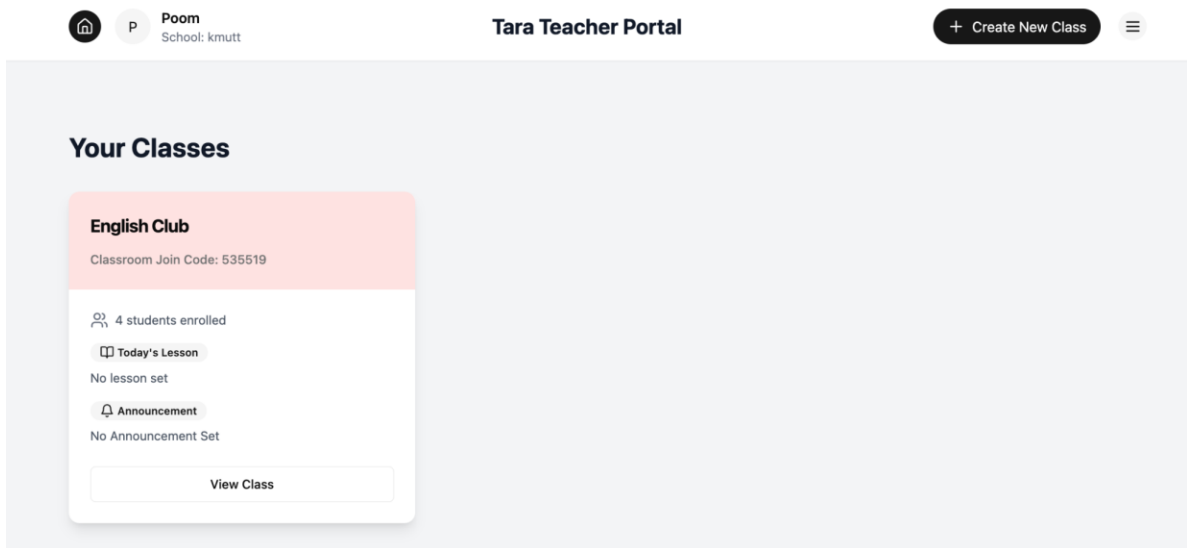 P
Poom
School: kmutt
Tara Teacher Portal
+ Create New Class
Your Classes
English Club
Classroom Join Code: 535519
4 students enrolled
Today's Lesson
No lesson set
Announcement
No Announcement Set
View Class